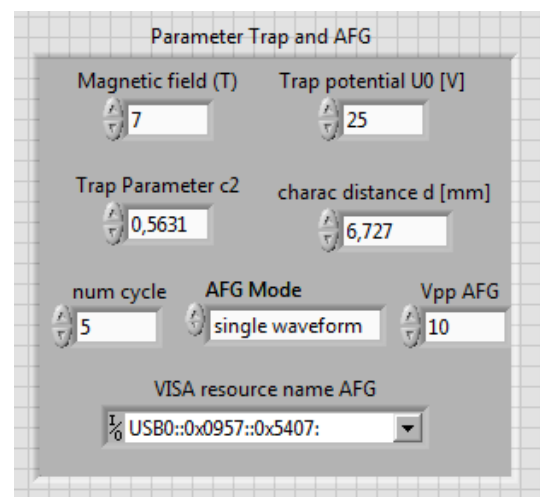 Parameter Trap and AFG
Magnetic field (T)
Trap potential U0 [V]
7
25
Trap Parameter c2
charac distance d [mm]
0,5631
6,727
num cycle
AFG Mode
Vpp AFG
5
single waveform
10
VISA resource name AFG
I/O USB0::0x0957::0x5407: